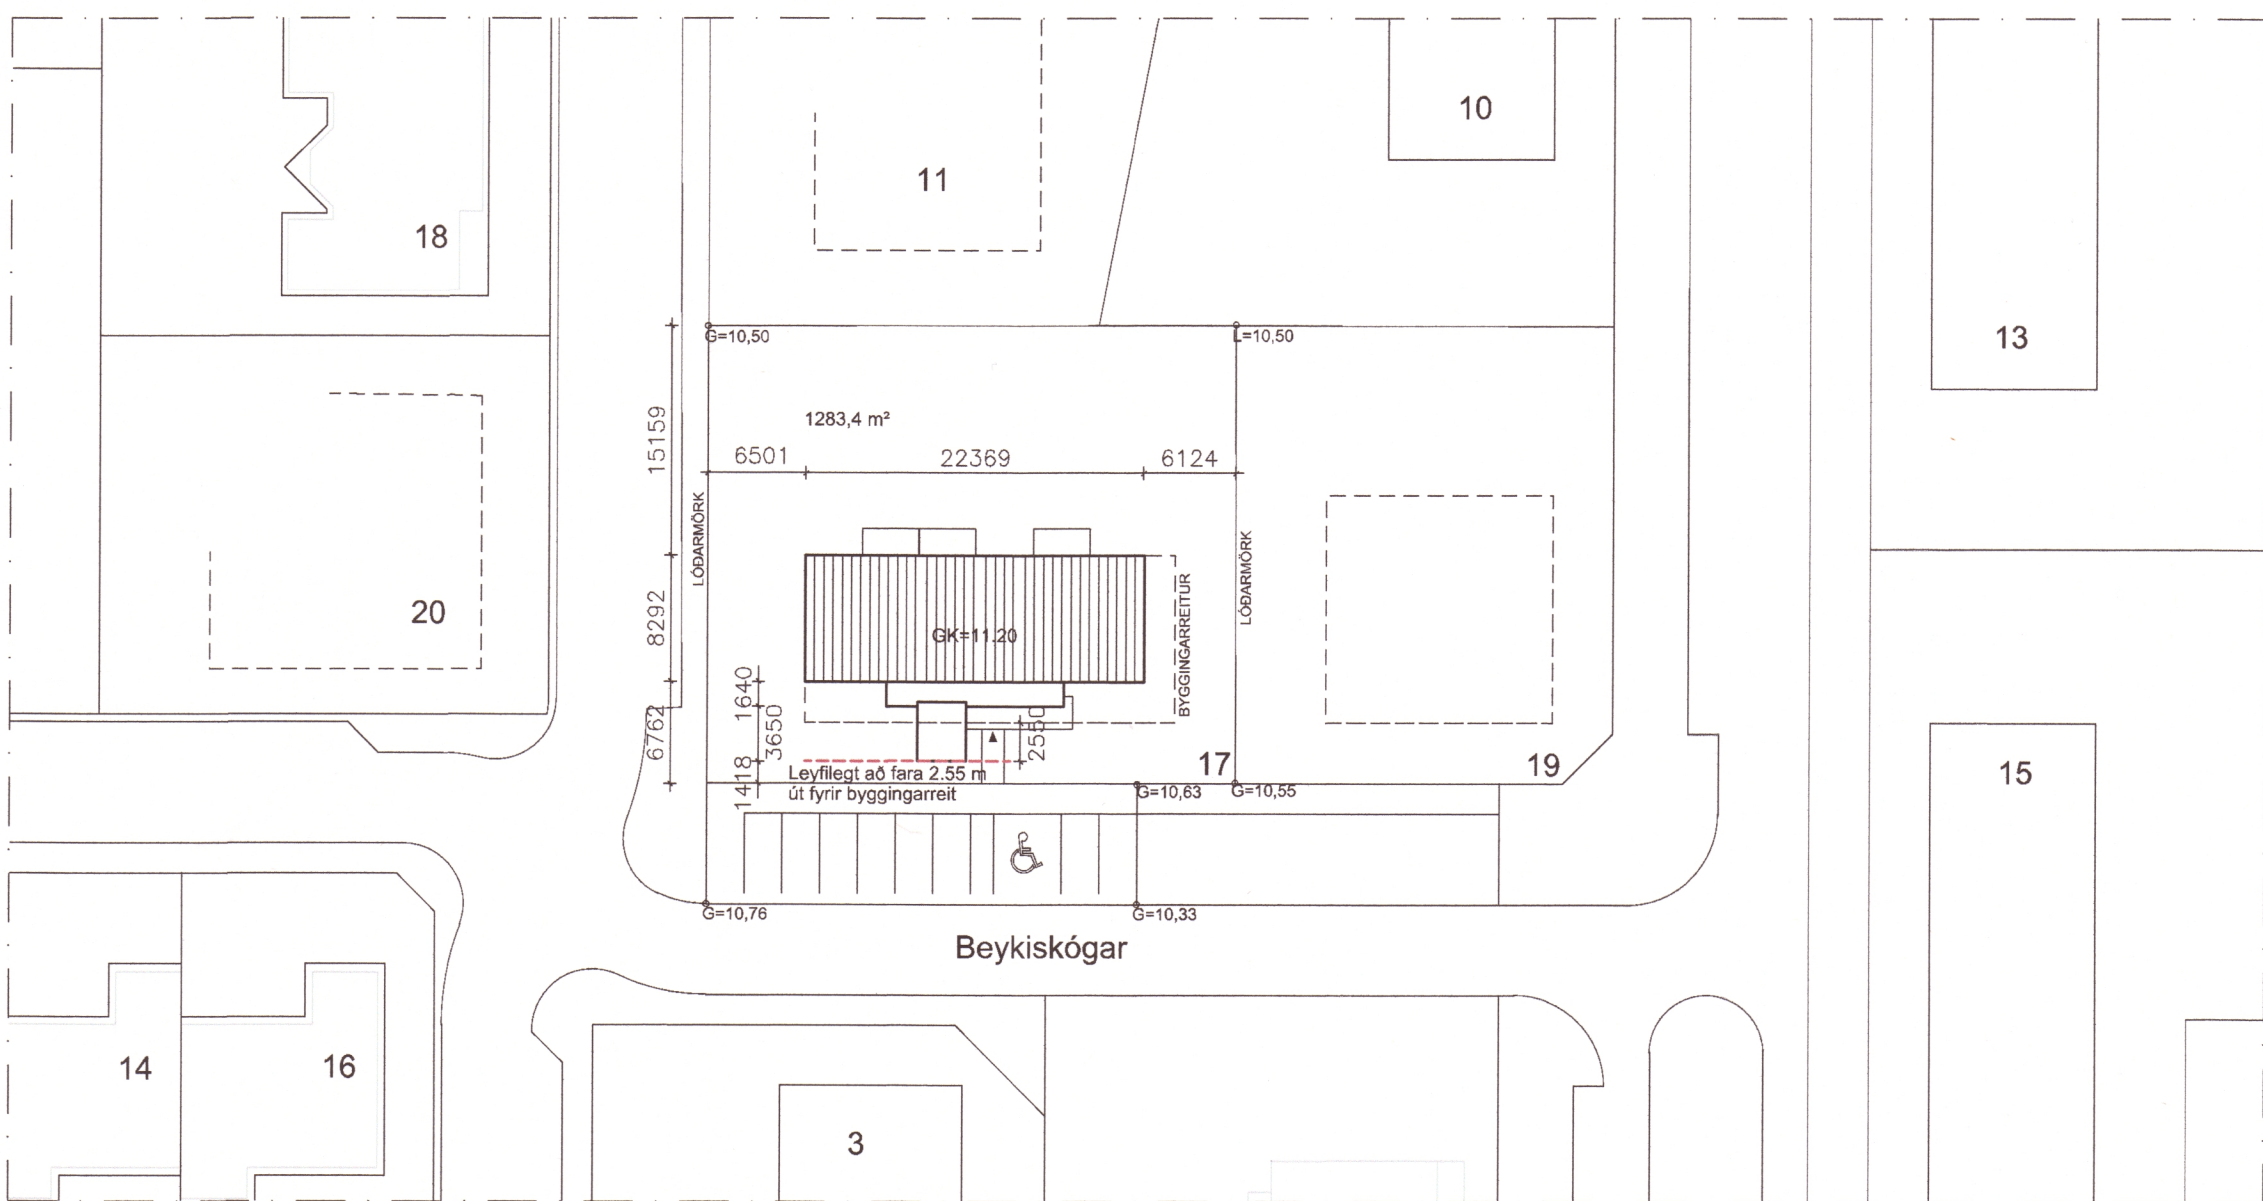 10
11
18
13
G=10,50
L=10,50
1283,4 m²
15159
6501
22369
6124
LÓÐARMÖRK
LÓÐARMÖRK
BYGGINGARREITUR
8292
GK=11.20
20
1640
6762
3650
2550
1418
Leyfilegt að fara 2.55 m
út fyrir byggingarreit
17
19
15
G=10,63
G=10,55
G=10,76
G=10,33
Beykiskógar
14
16
3